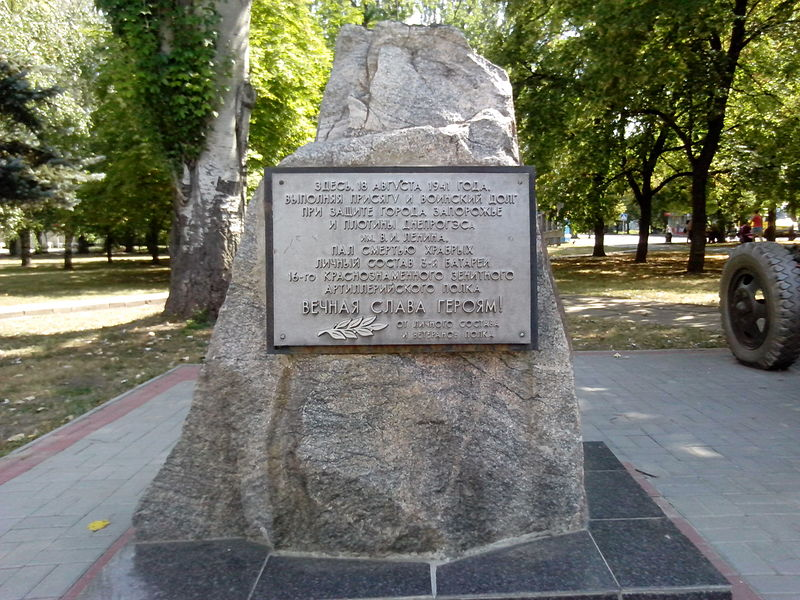 ЗДЕСЬ, 18 АВГУСТА 1941 ГОДА,
ВЫПОЛНЯЯ ПРИСЯГУ И ВОИНСКИЙ ДОЛГ
ПРИ ЗАЩИТЕ ГОРОДА ЗАПОРОЖЬЕ
И ПЛОТИНЫ ДНЕПРОГЭСА
ИМ. В.И. ЛЕНИНА,
ПАЛ СМЕРТЬЮ ХРАБРЫХ
ЛИЧНЫЙ СОСТАВ 5-Й БАТАРЕИ
16-ГО КРАСНОЗНАМЕННОГО ЗЕНИТНОГО
АРТИЛЛЕРИЙСКОГО ПОЛКА
ВЕЧНАЯ СЛАВА ГЕРОЯМ!
ОТ ЛИЧНОГО СОСТАВА
И ВЕТЕРАНОВ ПОЛКА